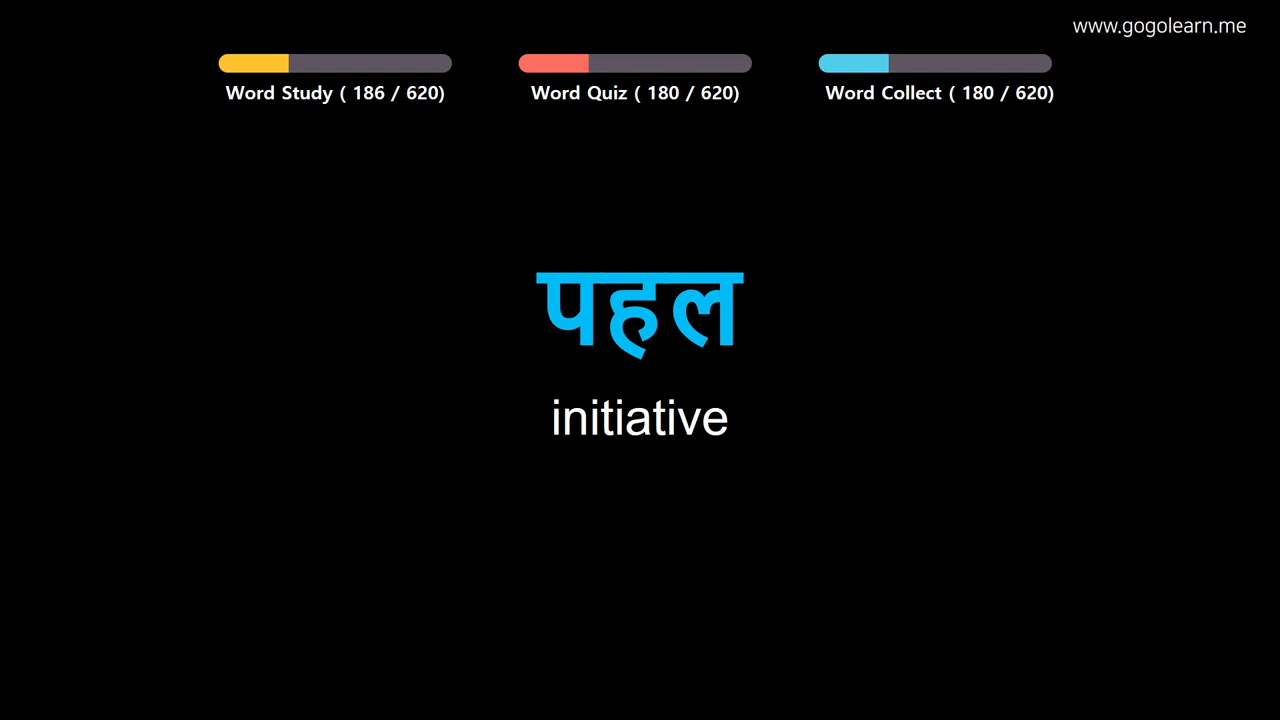 www.gogolearn.me
Word Study ( 186 / 620)
Word Quiz ( 180 / 620)
Word Collect ( 180 / 620)
पहल
initiative